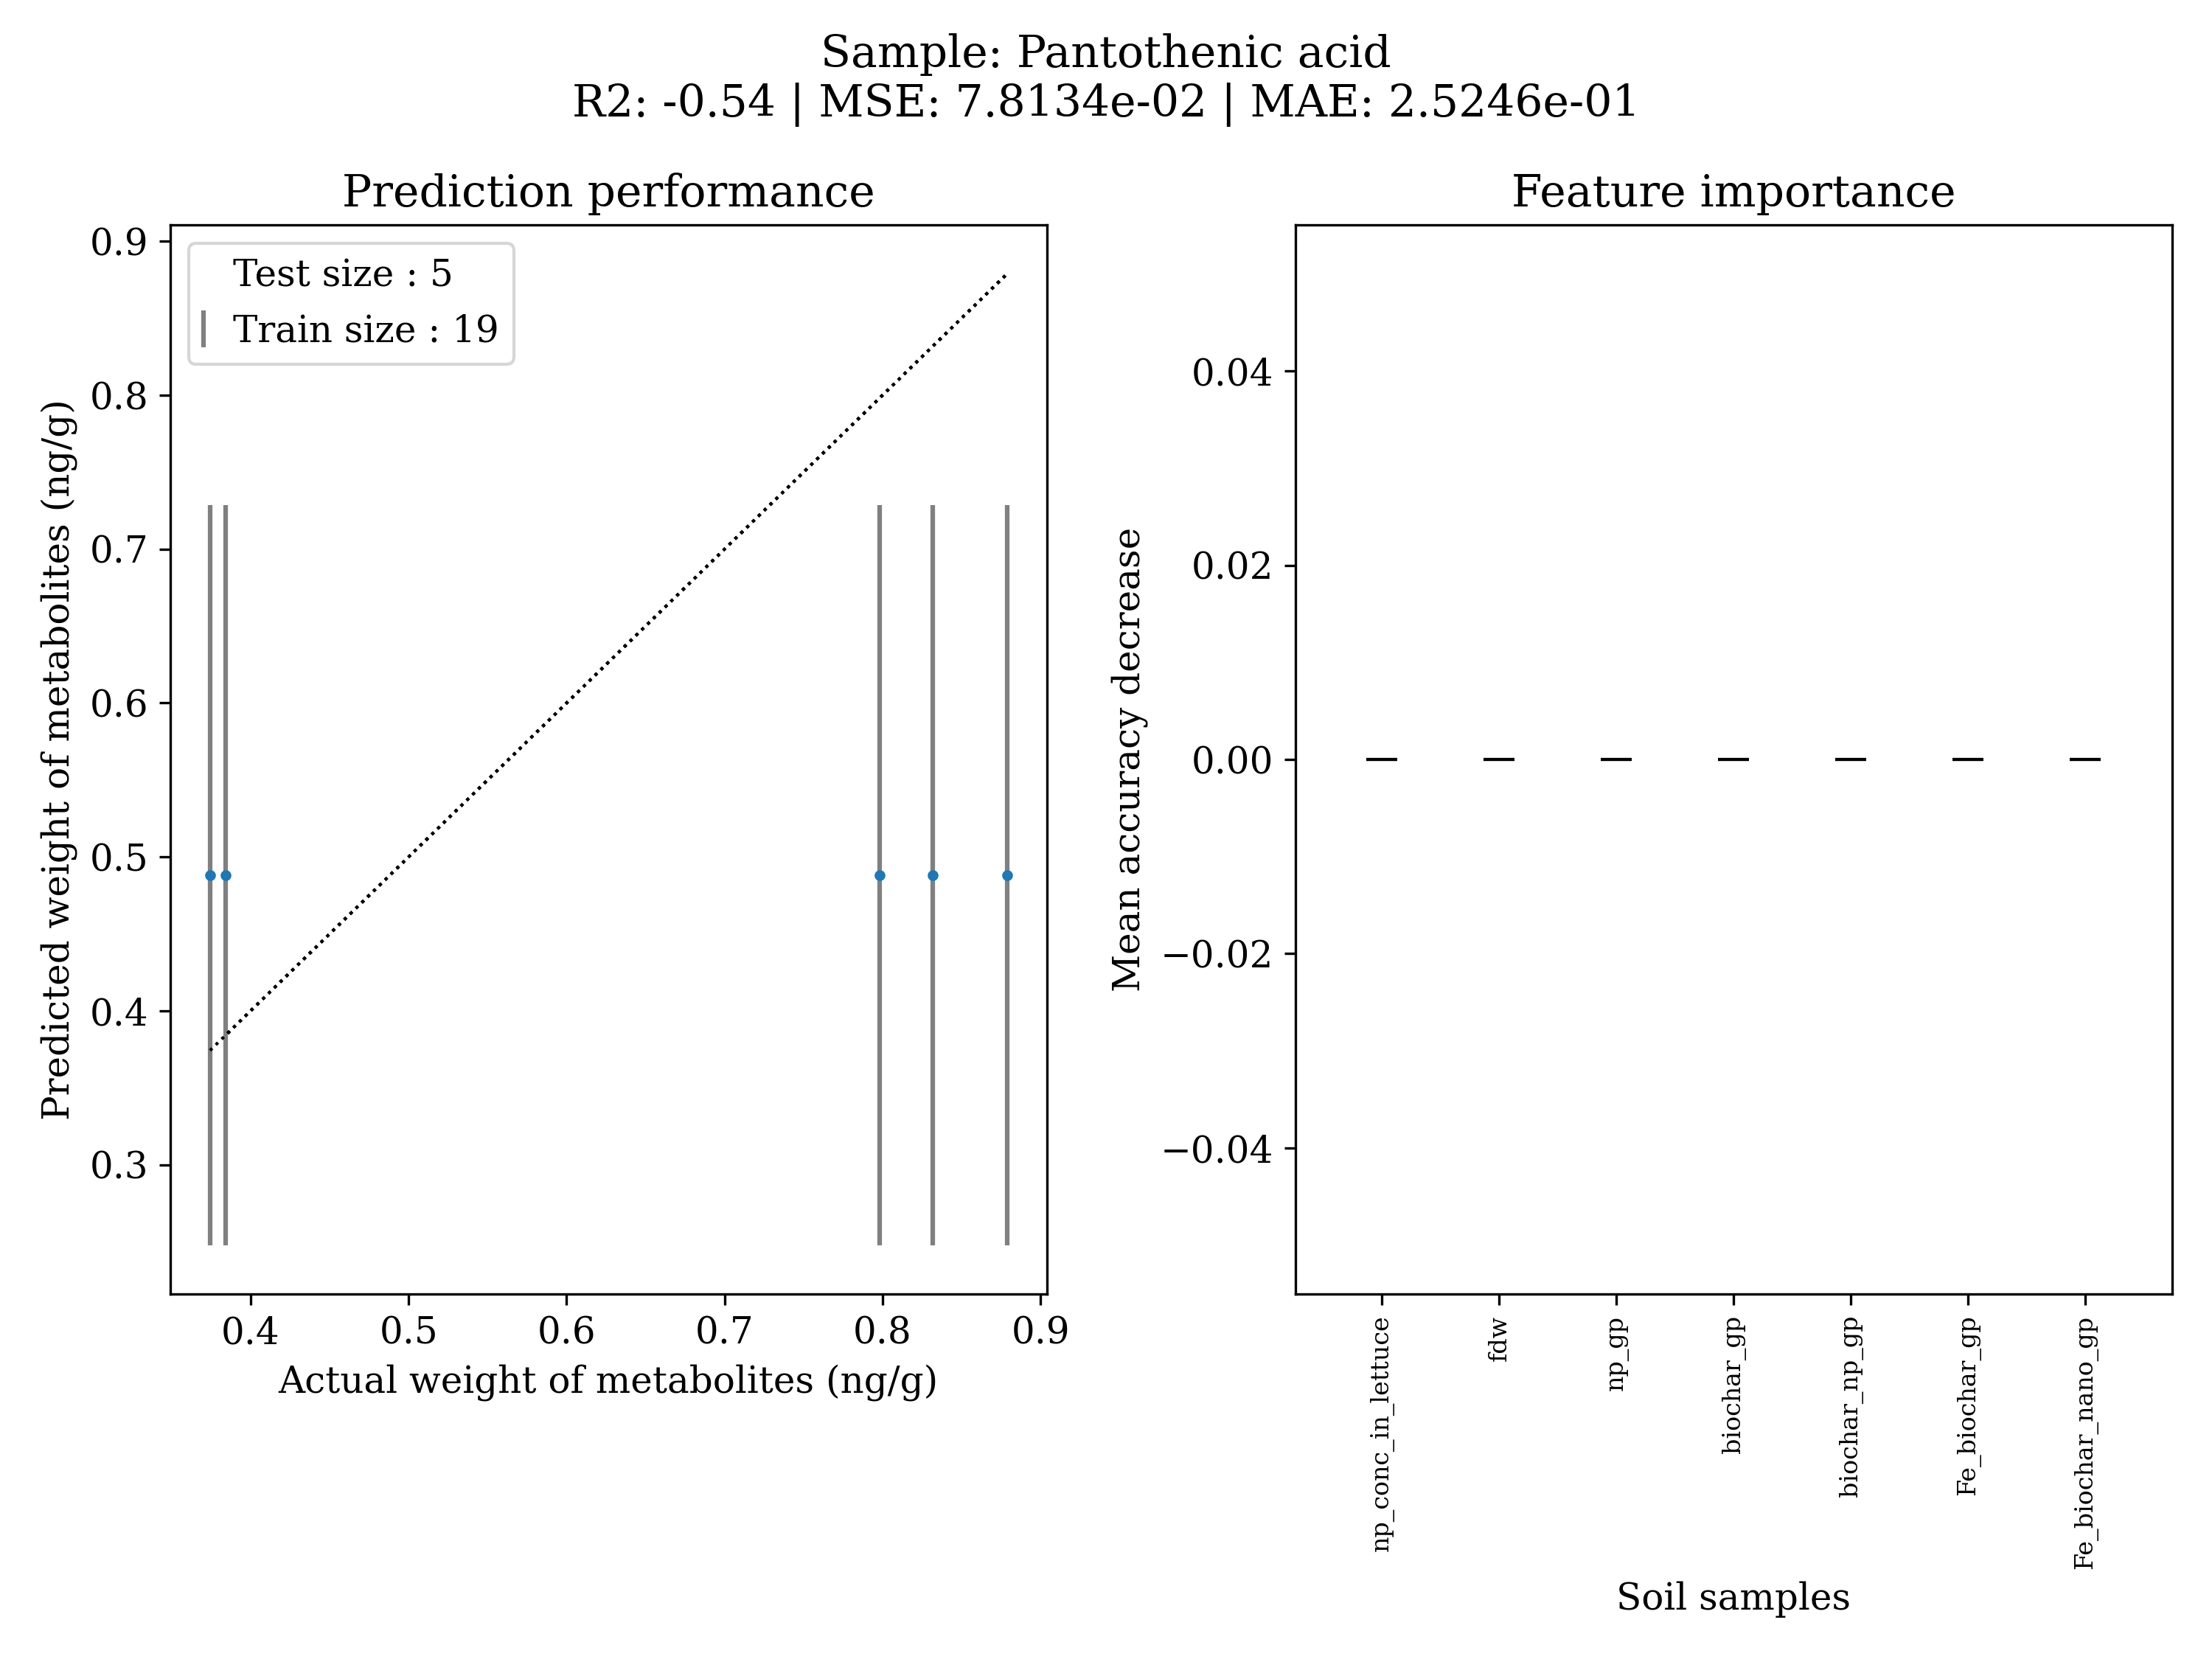 Sample: Pantothenic acid
R2: -0.54 | MSE: 7.8134e-02 | MAE: 2.5246e-01
Prediction performance
Test size : 5
Train size : 19
0.9
0.8
0.7
0.6
0.5
0.4
0.3
Predicted weight of metabolites (ng/g)
0.4 0.5 0.6 0.7 0.8 0.9
Actual weight of metabolites (ng/g)
Feature importance
0.04
0.02
0.00
−0.02
−0.04
Mean accuracy decrease
np_conc_in_lettuce
fdw
np_gp
biochar_gp
biochar_np_gp
Fe_biochar_gp
Fe_biochar_nano_gp
Soil samples